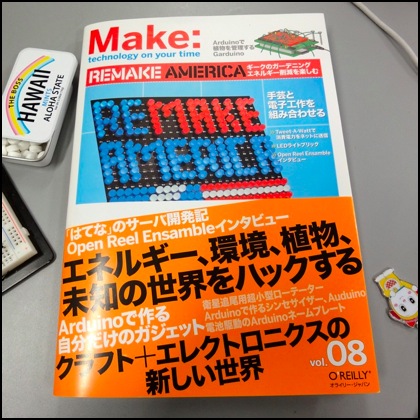 Make:
technology on your time
Arduinoで
植物を管理する
Garduino
REMAKE AMERICA
ギークのガーデニング
エネルギー削減を楽しむ
REMAKE
AMERICA
手芸と
電子工作を
組み合わせる
Tweet-A-Wattで
消費電力をネットに送信
LEDライトブリック
Open Reel Ensemble
インタビュー
「はてな」のサーバ開発記
Open Reel Ensambleインタビュー
エネルギー、環境、植物、
未知の世界をハックする
Arduinoで作る
自分だけのガジェット
衛星追尾用超小型ローテーター
Arduinoで作るシンセサイザー、Auduino
電池駆動のArduinoネームプレート
クラフト+エレクトロニクスの
新しい世界
vol. 08
O'REILLY®
オライリー・ジャパン
THE BOSS
HAWAII
ALOHA STATE